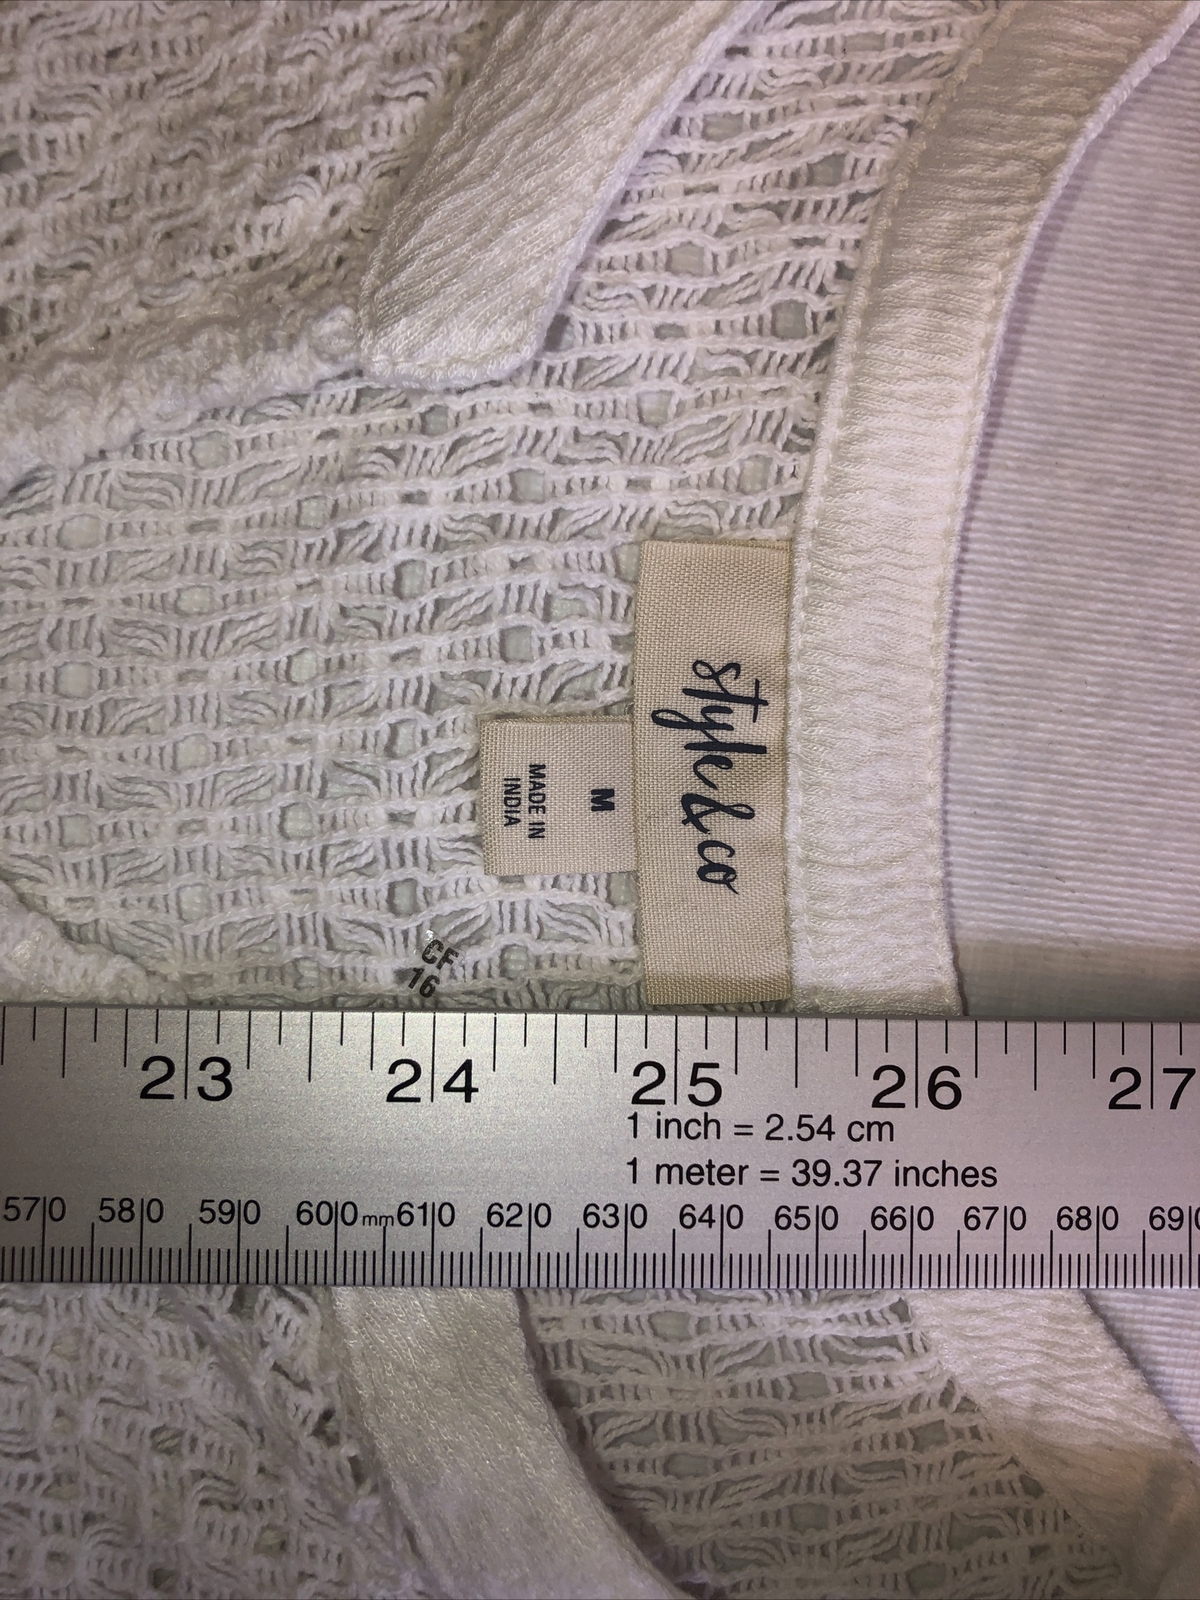 style&co
M
MADE IN
INDIA
CF
16
23 24 25 26 27
1 inch = 2.54 cm
1 meter = 39.37 inches
570 580 590 600mm 610 620 630 640 650 660 670 680 690